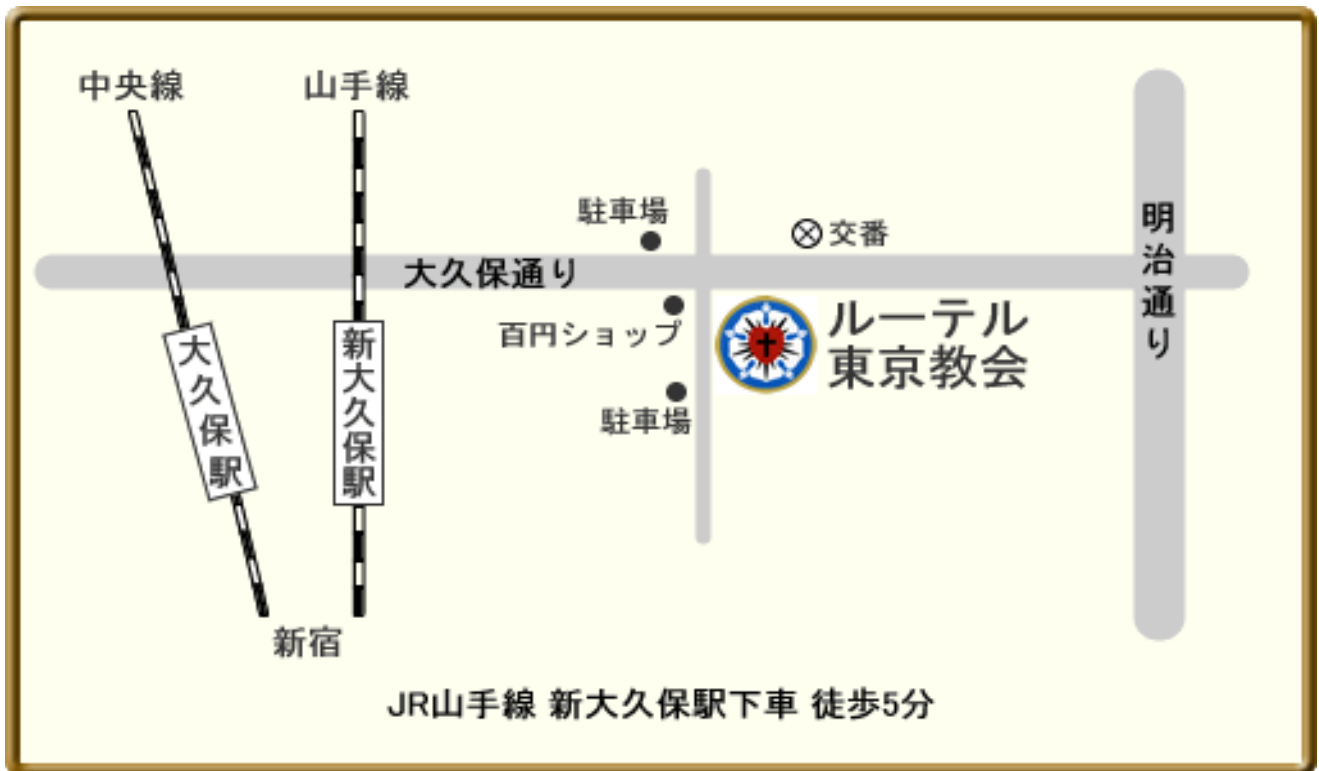 中央線
山手線
駐車場
交番
大久保通り
明治通り
百円ショップ
ルーテル
東京教会
大久保駅
新大久保駅
駐車場
新宿
JR山手線 新大久保駅下車 徒歩5分